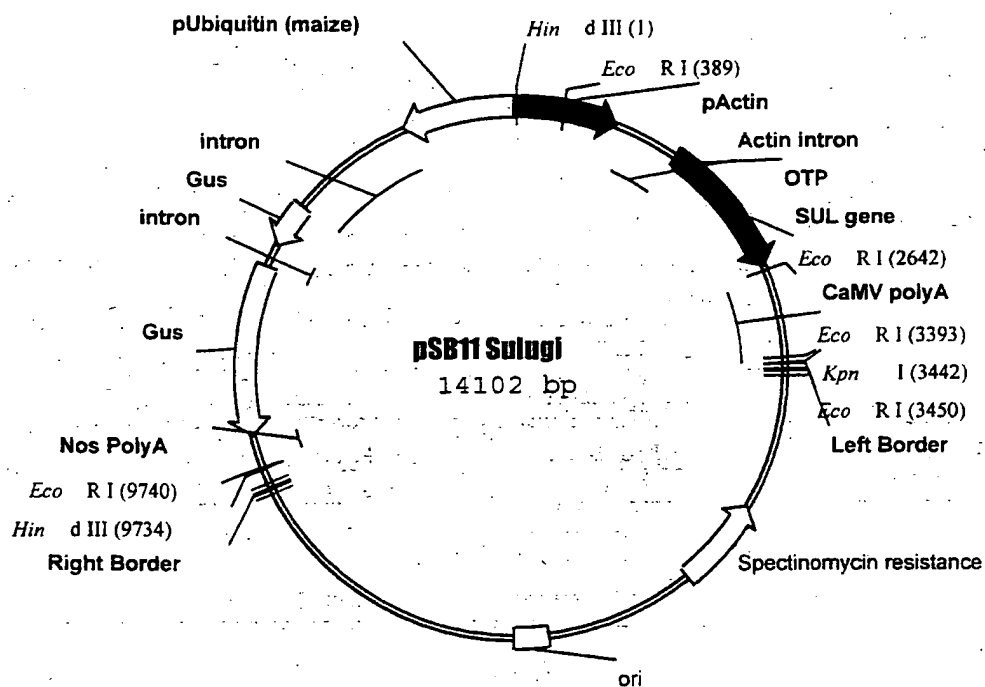 pUbiquitin (maize)
Hin d III (1)
Eco R I (389)
pActin
intron
Actin intron
Gus
OTP
intron
SUL gene
Eco R I (2642)
CaMV polyA
Gus
pSB11 Sulugi
14102 bp
Eco R I (3393)
Kpn I (3442)
Eco R I (3450)
Left Border
Nos PolyA
Eco R I (9740)
Hin d III (9734)
Right Border
Spectinomycin resistance
ori